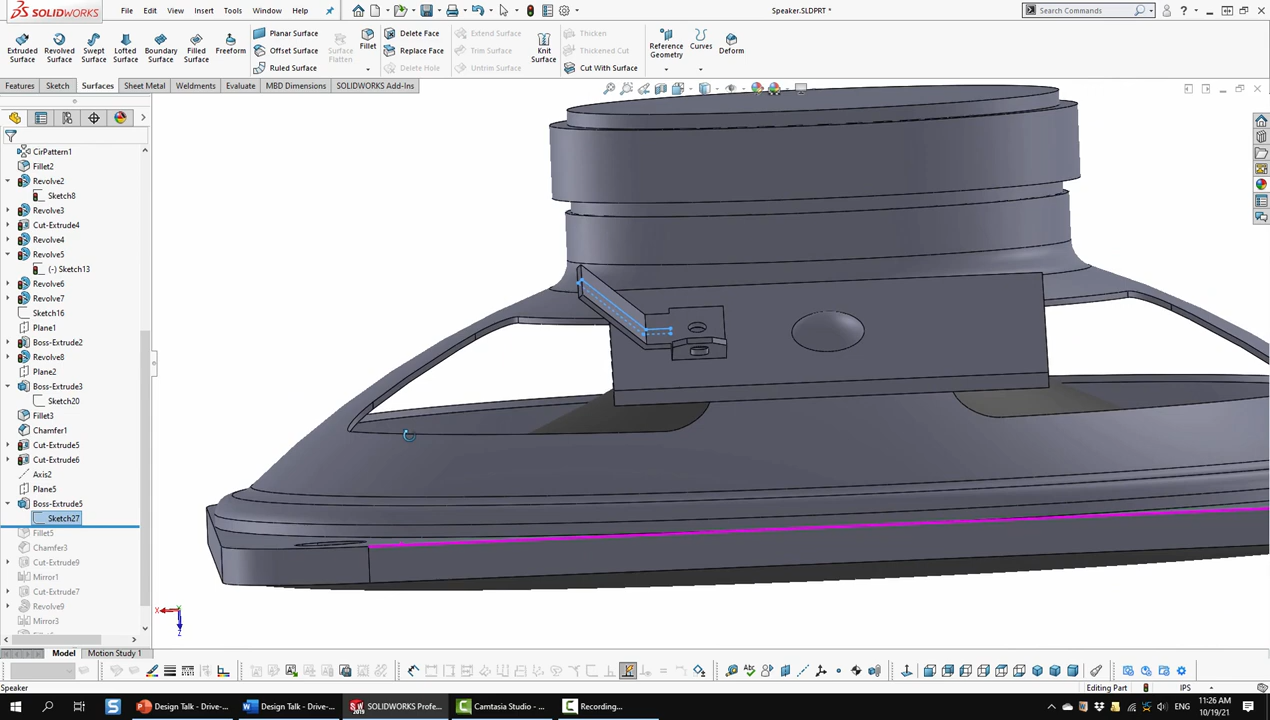 SOLIDWORKS
File
Edit
View
Insert
Tools
Window
Help
Speaker.SLDPRT *
Search Commands
Extruded Surface
Revolved Surface
Swept Surface
Lofted Surface
Boundary Surface
Filled Surface
Freeform
Planar Surface
Offset Surface
Ruled Surface
Surface Flatten
Fillet
Delete Face
Replace Face
Delete Hole
Extend Surface
Trim Surface
Untrim Surface
Knit Surface
Thicken
Thickened Cut
Cut With Surface
Reference Geometry
Curves
Deform
Features
Sketch
Surfaces
Sheet Metal
Weldments
Evaluate
MBD Dimensions
SOLIDWORKS Add-Ins
CirPattern1
Fillet2
Revolve2
Sketch8
Revolve3
Cut-Extrude4
Revolve4
Revolve5
(-) Sketch13
Revolve6
Revolve7
Sketch16
Plane1
Boss-Extrude2
Revolve8
Plane2
Boss-Extrude3
Sketch20
Fillet3
Chamfer1
Cut-Extrude5
Cut-Extrude6
Axis2
Plane5
Boss-Extrude5
Sketch27
Fillet5
Chamfer3
Cut-Extrude9
Mirror1
Cut-Extrude7
Revolve9
Mirror3
X
Z
Model
Motion Study 1
Speaker
Editing Part
IPS
Design Talk - Drive-...
Design Talk - Drive-...
SOLIDWORKS Profe...
Camtasia Studio - ...
Recording...
11:26 AM
10/19/21